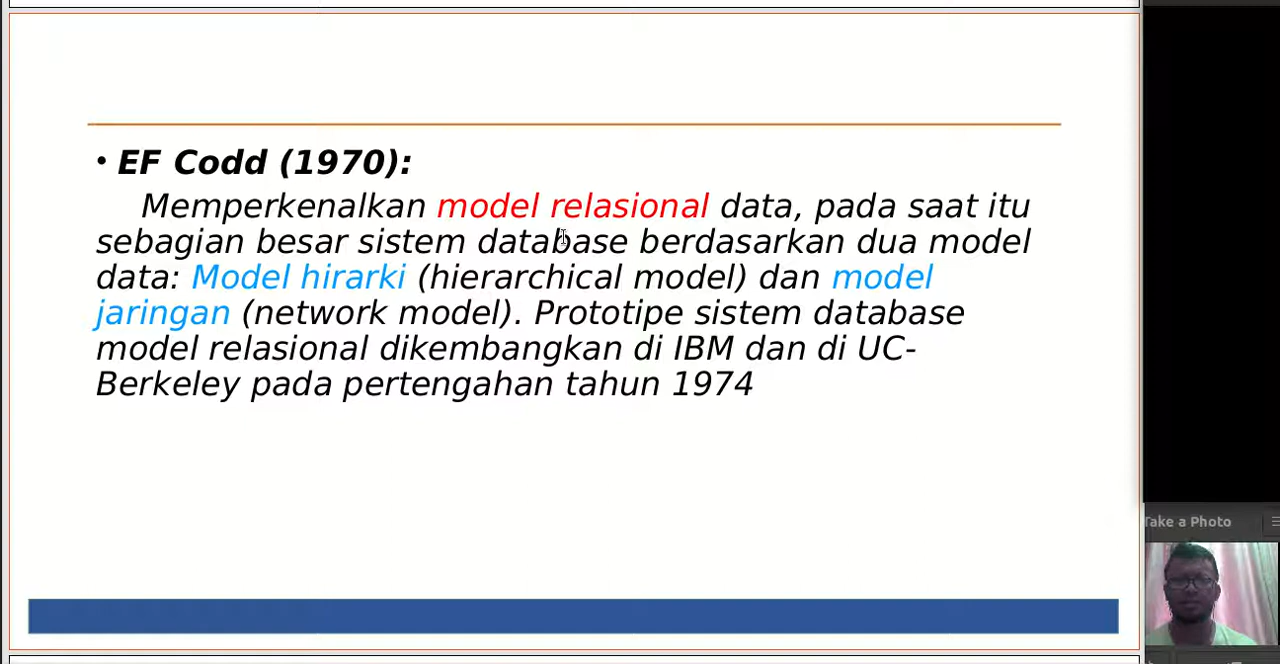 • EF Codd (1970):
Memperkenalkan model relasional data, pada saat itu
sebagian besar sistem database berdasarkan dua model
data: Model hirarki (hierarchical model) dan model
jaringan (network model). Prototipe sistem database
model relasional dikembangkan di IBM dan di UC-
Berkeley pada pertengahan tahun 1974
Take a Photo